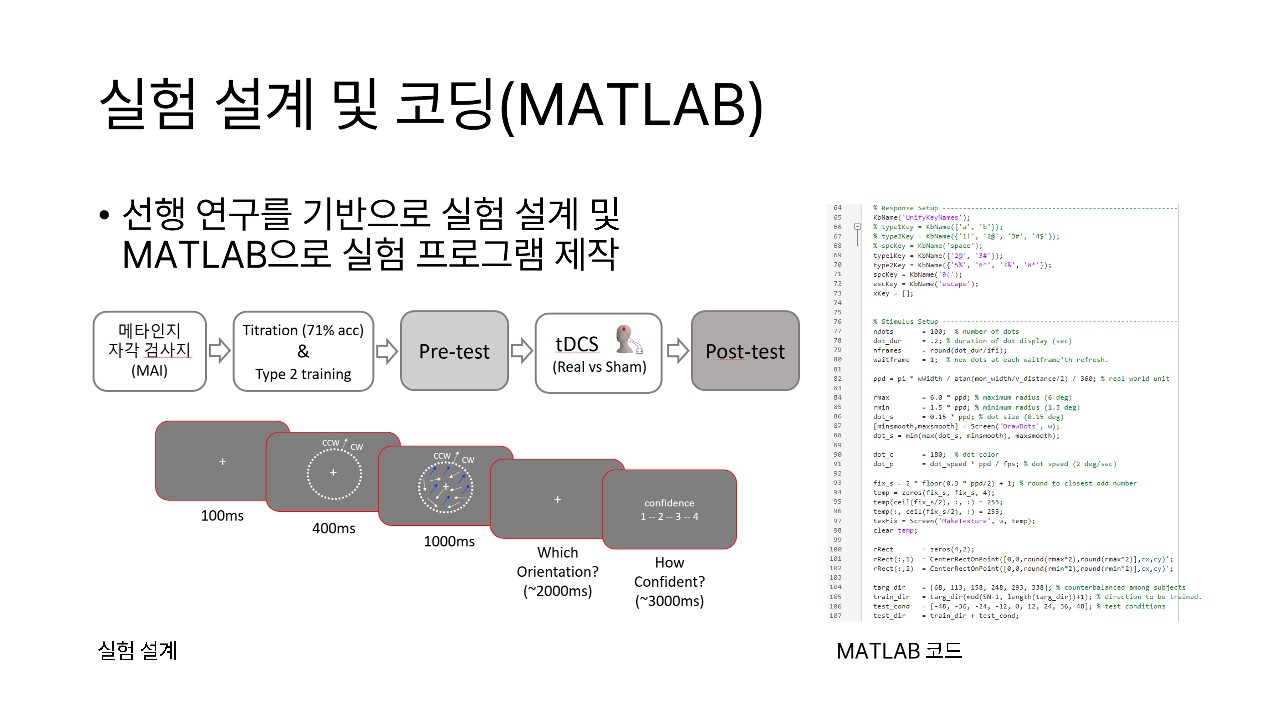 실험 설계 및 코딩(MATLAB)
• 선행 연구를 기반으로 실험 설계 및
MATLAB으로 실험 프로그램 제작
메타인지
자각 검사지
(MAI)
Titration (71% acc)
&
Type 2 training
Pre-test
tDCS
(Real vs Sham)
Post-test
+
100ms
CCW CW
+
400ms
CCW CW
+
1000ms
+
Which
Orientation?
(~2000ms)
confidence
1 -- 2 -- 3 -- 4
How
Confident?
(~3000ms)
실험 설계
64 % Response Setup
65 KbName('UnifyKeyNames');
66 % type1Key = KbName({'a', 'b'});
67 % type2Key = KbName({'1!', '2@', '3#', '4$'});
68 % spcKey = KbName('space');
69 type1Key = KbName({'2@', '3#'});
70 type2Key = KbName({'5%', '6^', '7&', '8*'});
71 spcKey = KbName('9(');
72 escKey = KbName('escape');
73 xKey = [];
74
75
76 % Stimulus Setup
77 ndots = 100; % number of dots
78 dot_dur = .2; % duration of dot display (sec)
79 nframes = round(dot_dur/ifi);
80 waitframe = 1; % new dots at each waitframe'th refresh.
81
82 ppd = pi * wWidth / atan(mon_width/v_distance/2) / 360; % real world unit
83
84 rmax = 6.0 * ppd; % maximum radius (6 deg)
85 rmin = 1.5 * ppd; % minimum radius (1.5 deg)
86 dot_s = 0.15 * ppd; % dot size (0.15 deg)
87 [minsmooth,maxsmooth] = Screen('DrawDots', w);
88 dot_s = min(max(dot_s, minsmooth), maxsmooth);
89
90 dot_c = 180; % dot color
91 dot_p = dot_speed * ppd / fps; % dot speed (2 deg/sec)
92
93 fix_s = 2 * floor(0.3 * ppd/2) + 1; % round to closest odd number
94 temp = zeros(fix_s, fix_s, 4);
95 temp(ceil(fix_s/2), :, :) = 255;
96 temp(:, ceil(fix_s/2), :) = 255;
97 texFix = Screen('MakeTexture', w, temp);
98 clear temp;
99
100 rRect = zeros(4,2);
101 rRect(:,1) = CenterRectOnPoint([0,0,round(rmax*2),round(rmax*2)],cx,cy)';
102 rRect(:,2) = CenterRectOnPoint([0,0,round(rmin*2),round(rmin*2)],cx,cy)';
103
104 targ_dir = [68, 113, 158, 248, 293, 338]; % counterbalanced among subjects
105 train_dir = targ_dir(mod(SN-1, length(targ_dir))+1); % direction to be trained.
106 test_cond = [-48, -36, -24, -12, 0, 12, 24, 36, 48]; % test conditions
107 test_dir = train_dir + test_cond;
MATLAB 코드